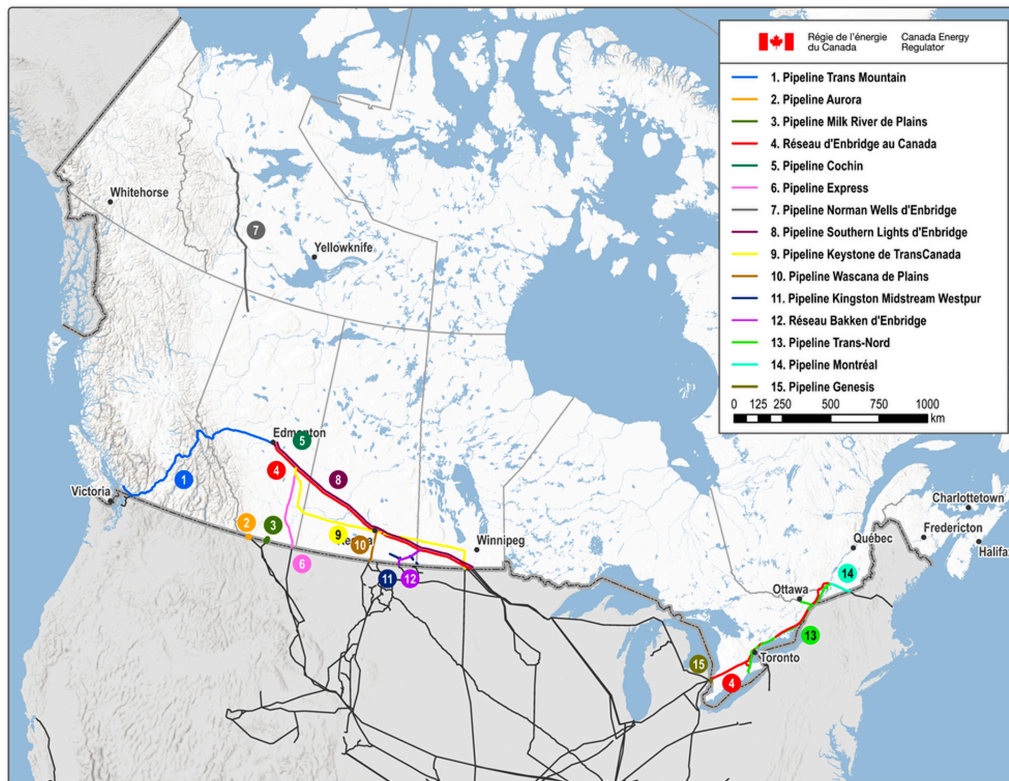 Régie de l'énergie
du Canada
Canada Energy
Regulator
1. Pipeline Trans Mountain
2. Pipeline Aurora
3. Pipeline Milk River de Plains
4. Réseau d'Enbridge au Canada
5. Pipeline Cochin
6. Pipeline Express
7. Pipeline Norman Wells d'Enbridge
8. Pipeline Southern Lights d'Enbridge
9. Pipeline Keystone de TransCanada
10. Pipeline Wascana de Plains
11. Pipeline Kingston Midstream Westpur
12. Réseau Bakken d'Enbridge
13. Pipeline Trans-Nord
14. Pipeline Montréal
15. Pipeline Genesis
0 125 250 500 750 1000
km
Whitehorse
7
Yellowknife
Edmonton
5
4
8
1
Victoria
Charlottetown
Fredericton
Halifax
Québec
2
3
9
10
Winnipeg
6
11
12
14
Ottawa
13
Toronto
15
4